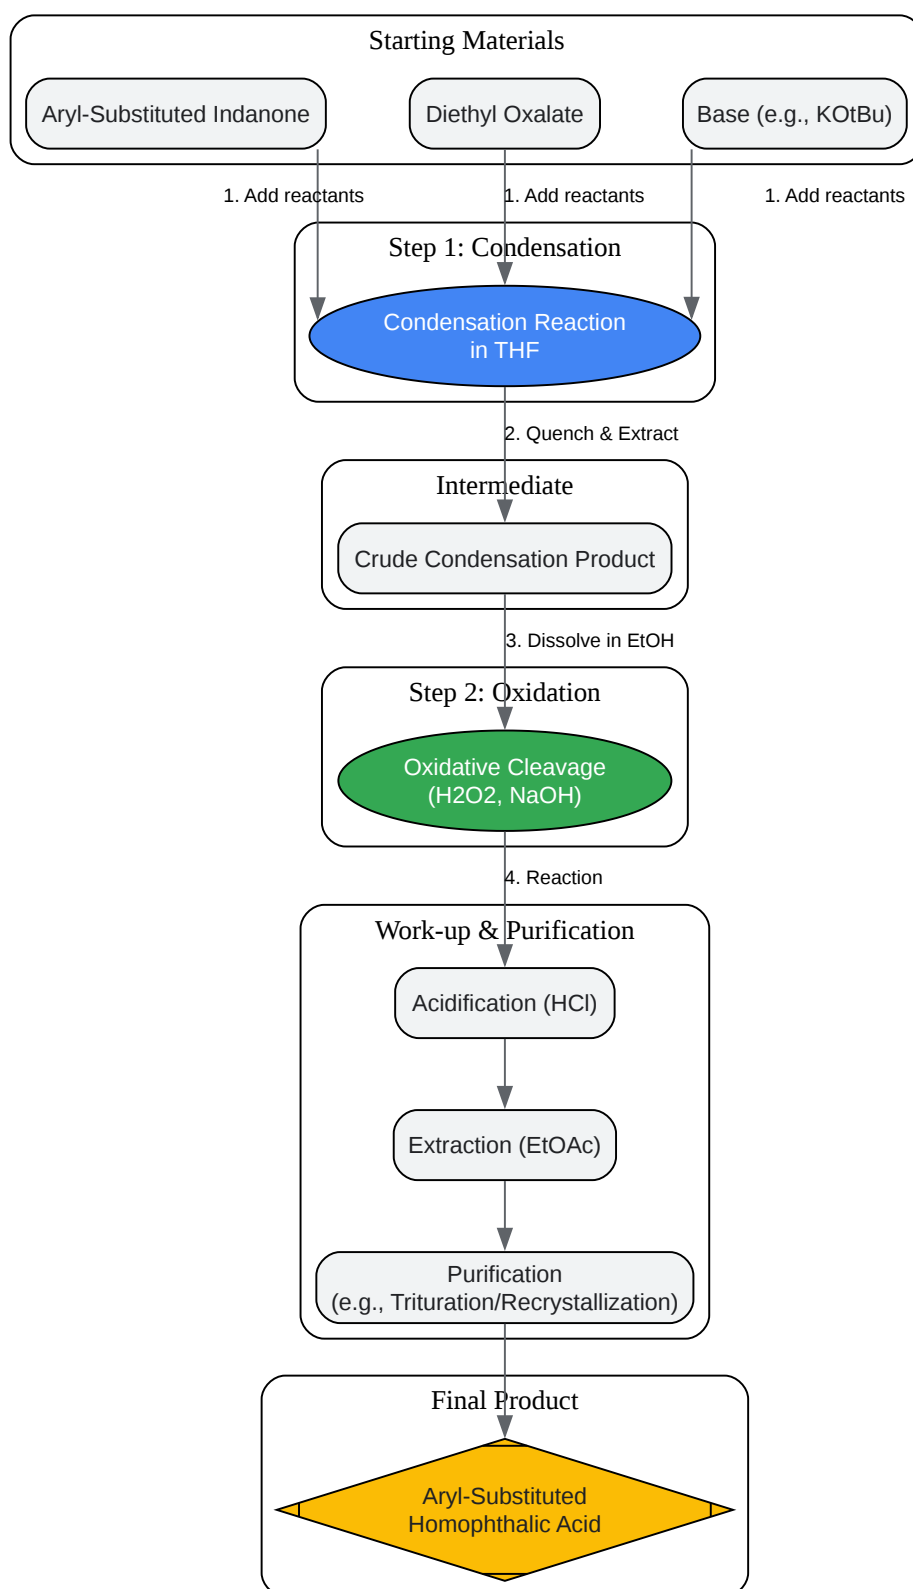 Starting Materials
Aryl-Substituted Indanone
Diethyl Oxalate
Base (e.g., KOtBu)
1. Add reactants
1. Add reactants
1. Add reactants
Step 1: Condensation
Condensation Reaction
in THF
2. Quench & Extract
Intermediate
Crude Condensation Product
3. Dissolve in EtOH
Step 2: Oxidation
Oxidative Cleavage
(H2O2, NaOH)
4. Reaction
Work-up & Purification
Acidification (HCl)
Extraction (EtOAc)
Purification
(e.g., Trituration/Recrystallization)
Final Product
Aryl-Substituted
Homophthalic Acid